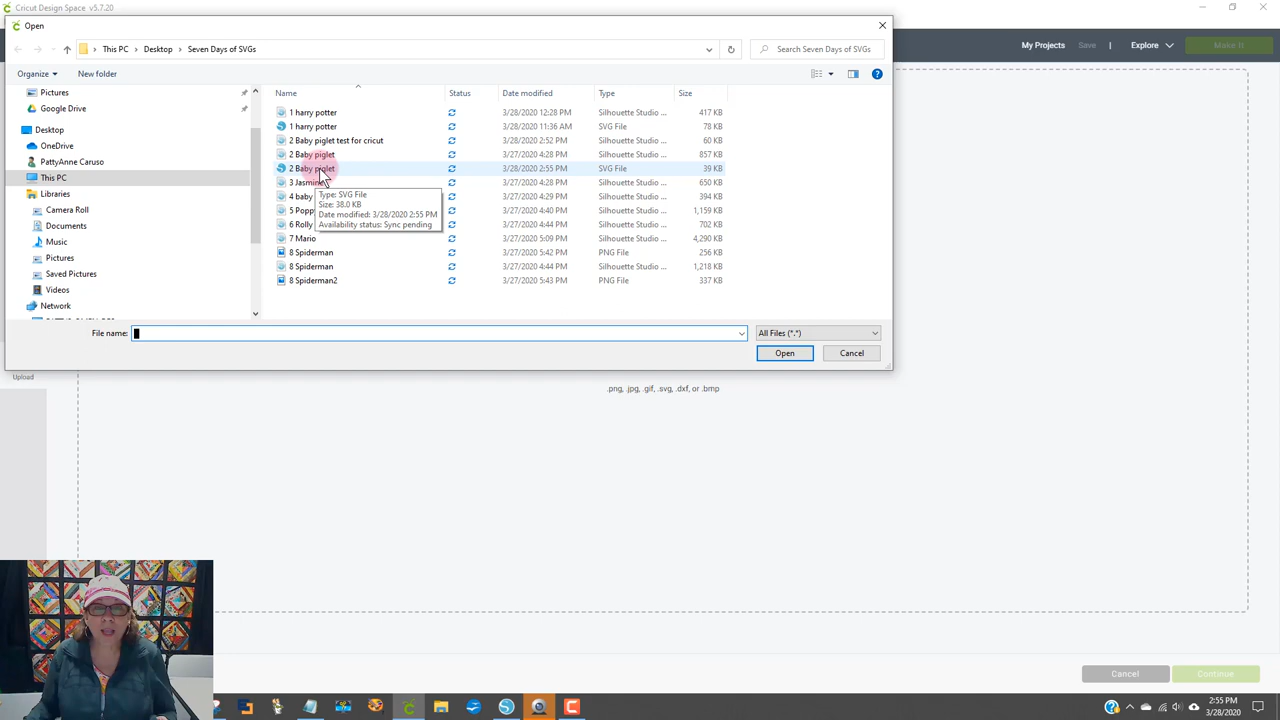 Cricut Design Space v5.7.20
Open
This PC > Desktop > Seven Days of SVGs
Search Seven Days of SVGs
My Projects Save | Explore Make It
Organize New folder
Name Status Date modified Type Size
Pictures
Google Drive
Desktop
OneDrive
PattyAnne Caruso
This PC
Libraries
Camera Roll
Documents
Music
Pictures
Saved Pictures
Videos
Network
1 harry potter 3/28/2020 12:28 PM Silhouette Studio ... 417 KB
1 harry potter 3/28/2020 11:36 AM SVG File 78 KB
2 Baby piglet test for cricut 3/28/2020 2:52 PM Silhouette Studio ... 60 KB
2 Baby piglet 3/27/2020 4:28 PM Silhouette Studio ... 857 KB
2 Baby piglet 3/28/2020 2:55 PM SVG File 39 KB
3 Jasmine 3/27/2020 4:28 PM Silhouette Studio ... 650 KB
4 baby 3/27/2020 4:29 PM Silhouette Studio ... 394 KB
5 Popp 3/27/2020 4:40 PM Silhouette Studio ... 1,159 KB
6 Rolly 3/27/2020 4:44 PM Silhouette Studio ... 702 KB
7 Mario 3/27/2020 5:09 PM Silhouette Studio ... 4,290 KB
8 Spiderman 3/27/2020 5:42 PM PNG File 256 KB
8 Spiderman 3/27/2020 4:44 PM Silhouette Studio ... 1,218 KB
8 Spiderman2 3/27/2020 5:43 PM PNG File 337 KB
Type: SVG File
Size: 38.0 KB
Date modified: 3/28/2020 2:55 PM
Availability status: Sync pending
File name:
All Files (*.*)
Open Cancel
Upload
.png, .jpg, .gif, .svg, .dxf, or .bmp
Cancel Continue
2:55 PM
3/28/2020